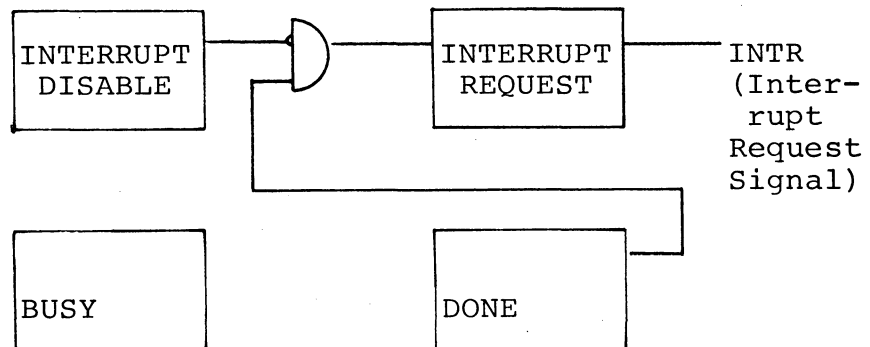 INTERRUPT
DISABLE
INTERRUPT
REQUEST
INTR
(Inter-
rupt
Request
Signal)
BUSY
DONE